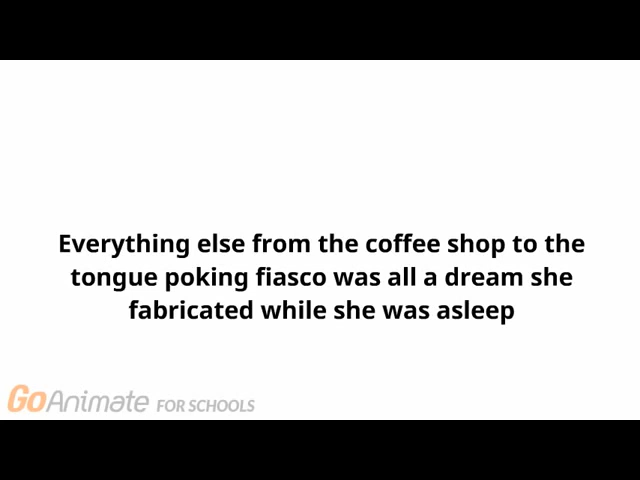 Everything else from the coffee shop to the
tongue poking fiasco was all a dream she
fabricated while she was asleep
GoAnimate FOR SCHOOLS